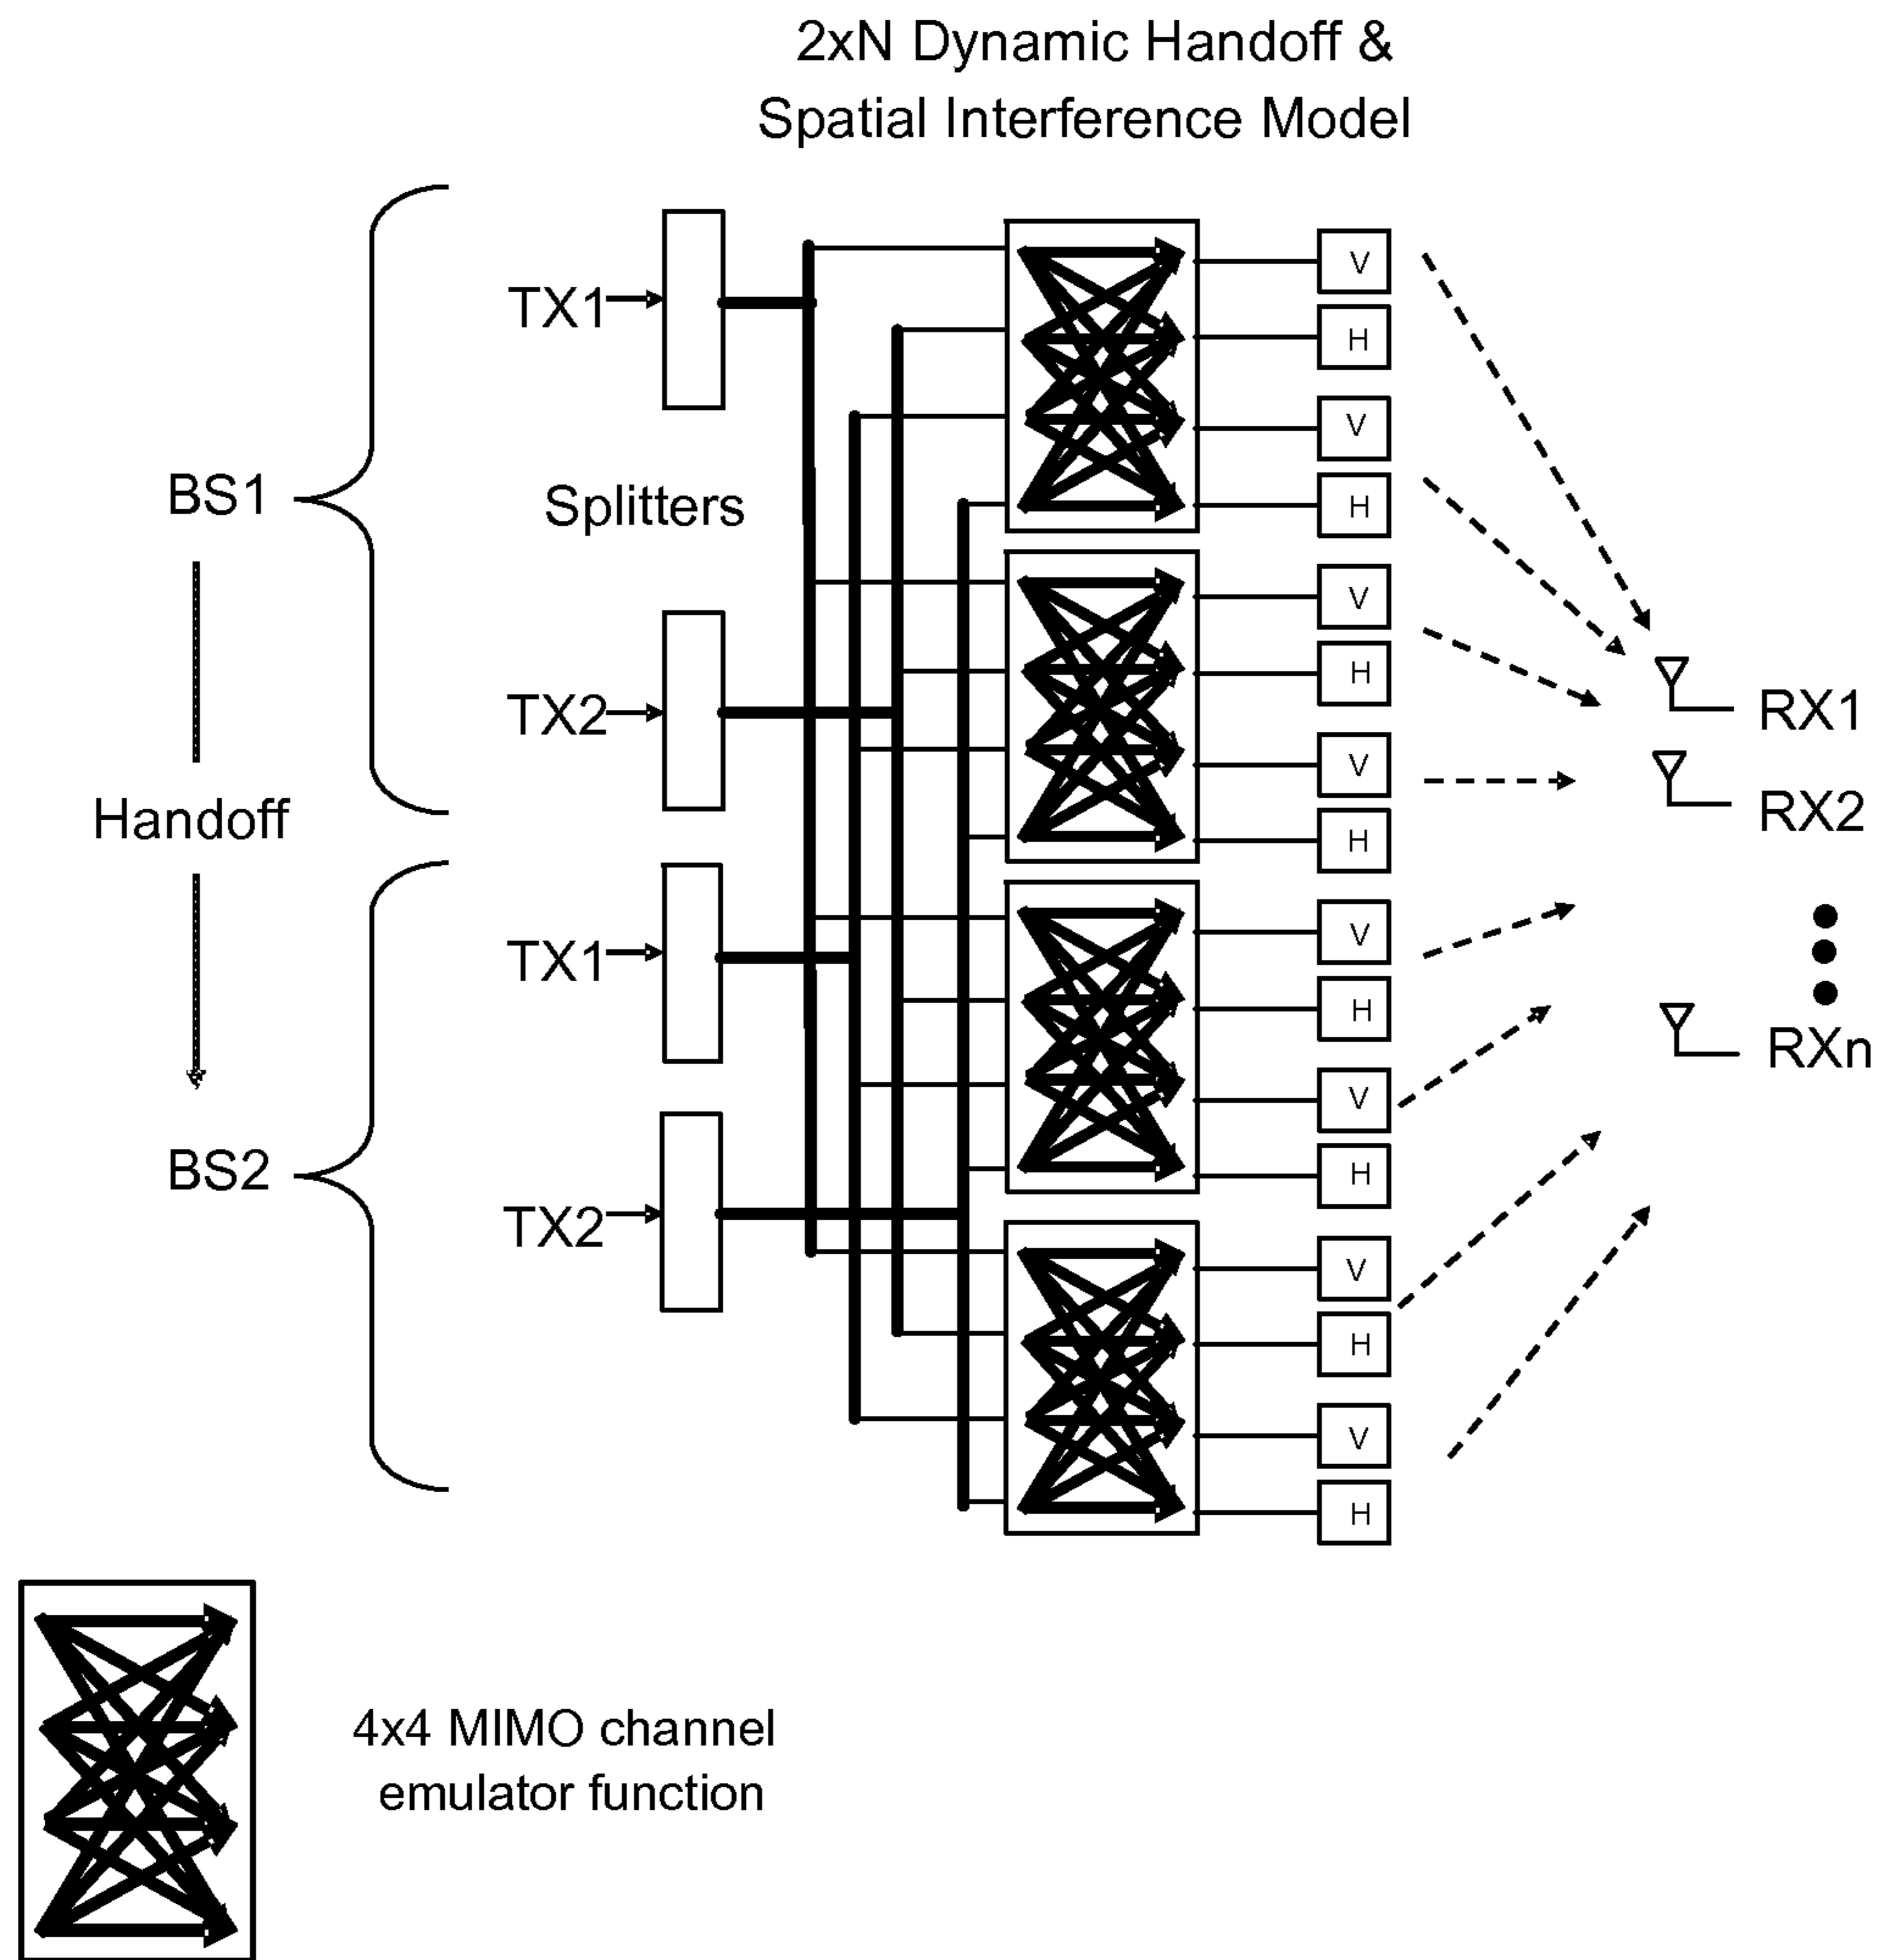 2xN Dynamic Handoff &
Spatial Interference Model
TX1
V
H
V
H
BS1
Splitters
V
H
V
H
TX2
RX1
RX2
Handoff
TX1
V
H
V
H
RXn
BS2
TX2
V
H
V
H
4x4 MIMO channel
emulator function